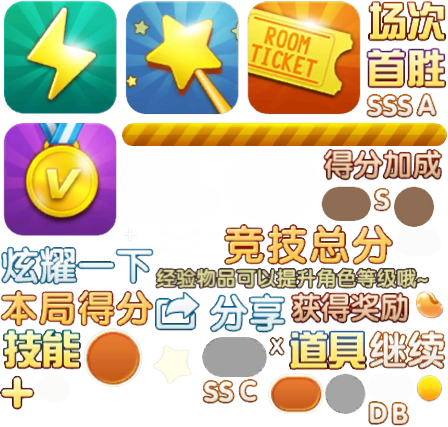 ROOM
TICKET
场次
首胜
SSS A
V
得分加成
S
竞技总分
炫耀一下
经验物品可以提升角色等级哦~
本局得分
分享
获得奖励
技能
x
道具
继续
+
SS C
D B